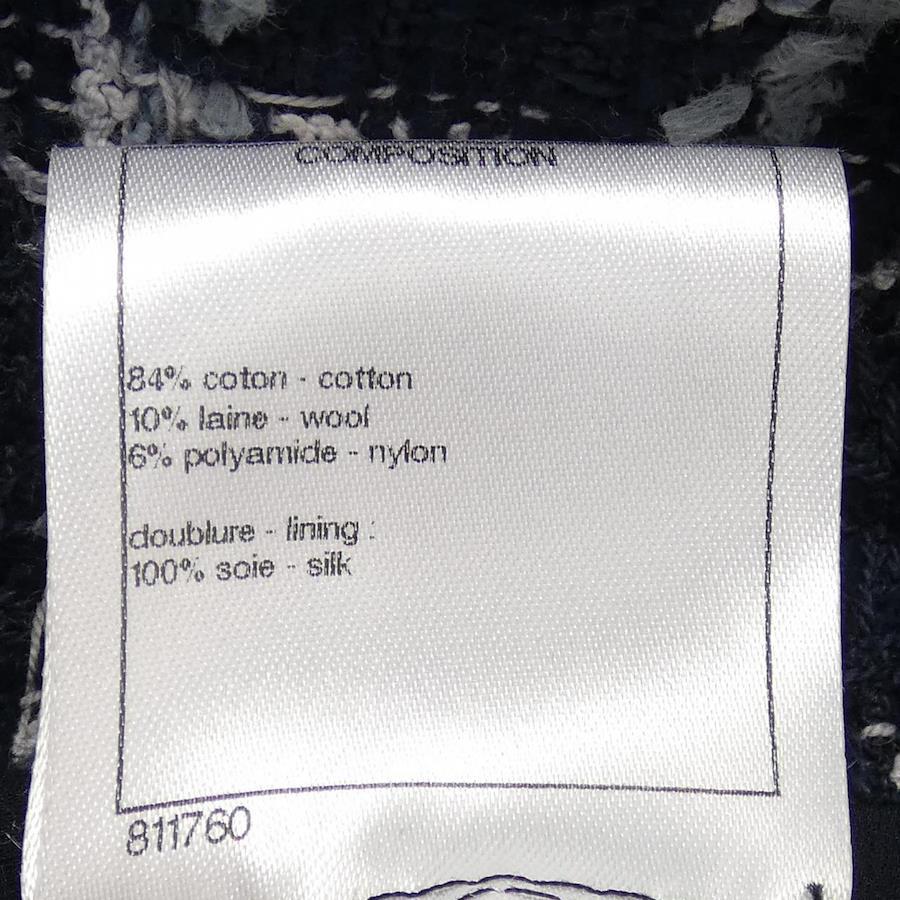 COMPOSITION
84% coton - cotton
10% laine - wool
6% polyamide - nylon
doublure - lining :
100% soie - silk
811760